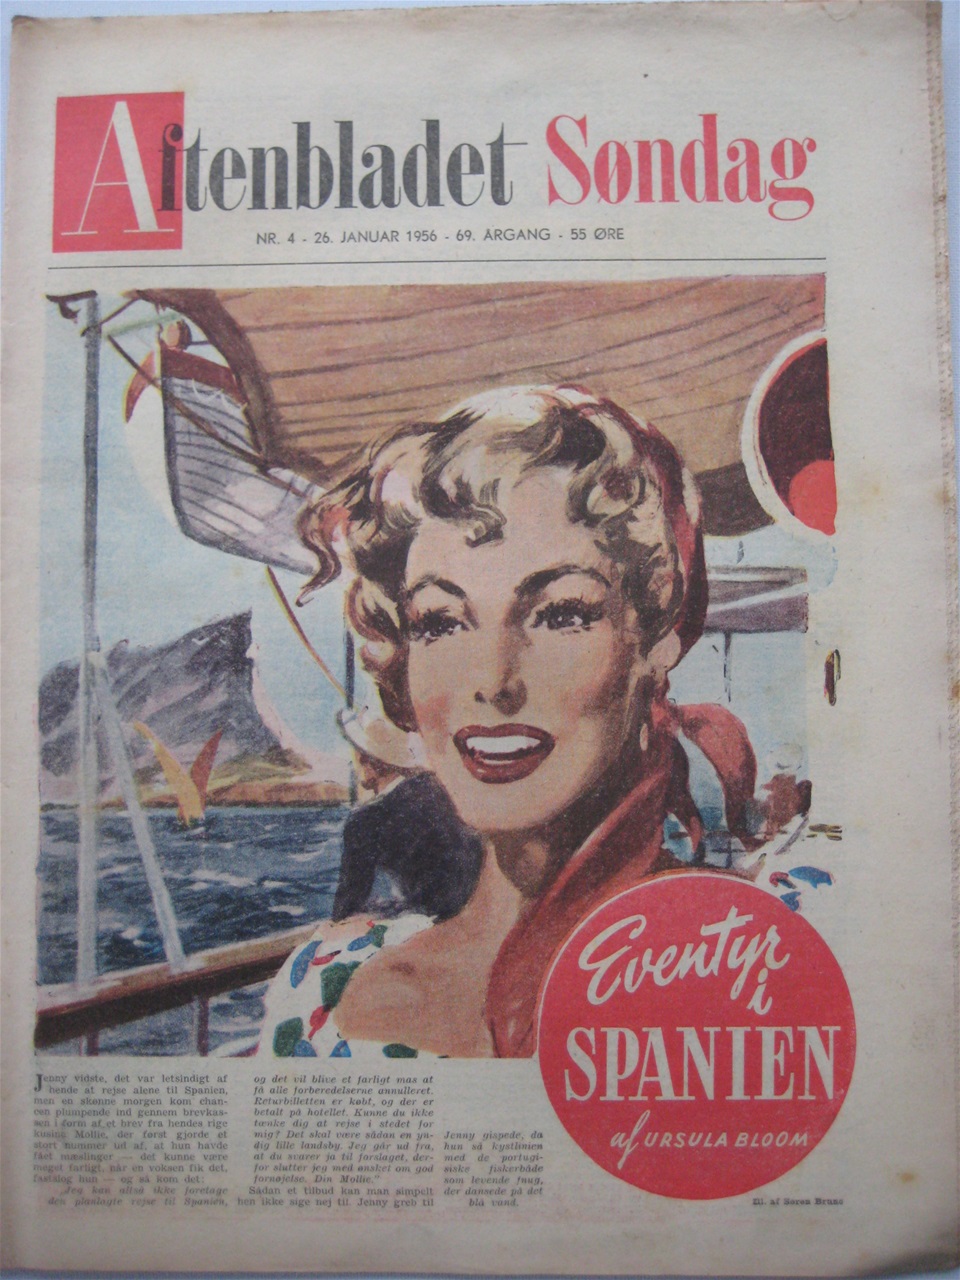 Aftenbladet Søndag
NR. 4 - 26. JANUAR 1956 - 69. ÅRGANG - 55 ØRE
Eventyr
i
SPANIEN
af URSULA BLOOM
Jenny vidste, det var letsindigt af
hende at rejse alene til Spanien,
men en skønne morgen kom chan-
cen plumpende ind gennem brevkas-
sen i form af et brev fra hendes rige
kusine Mollie, der først gjorde et
stort nummer ud af, at hun havde
fået mæslinger — det kunne være
meget farligt, når en voksen fik det,
fastslog hun — og så kom det:
„Jeg kan altså ikke foretage
den planlagte rejse til Spanien,
og det vil blive et farligt mas at
få alle forberedelserne annulleret.
Returbilletten er købt, og der er
betalt på hotellet. Kunne du ikke
tænke dig at rejse i stedet for
mig? Det skal være sådan en yn-
dig lille landsby. Jeg går ud fra,
at du svarer ja til forslaget, der-
for slutter jeg med ønsket om god
fornøjelse. Din Mollie."
Sådan et tilbud kan man simpelt
hen ikke sige nej til. Jenny greb til
Jenny gispede, da
hun så kystlinien
med de portugi-
siske fiskerbåde
som levende fnug,
der dansede på det
blå vand.
Ill. af Søren Bruno